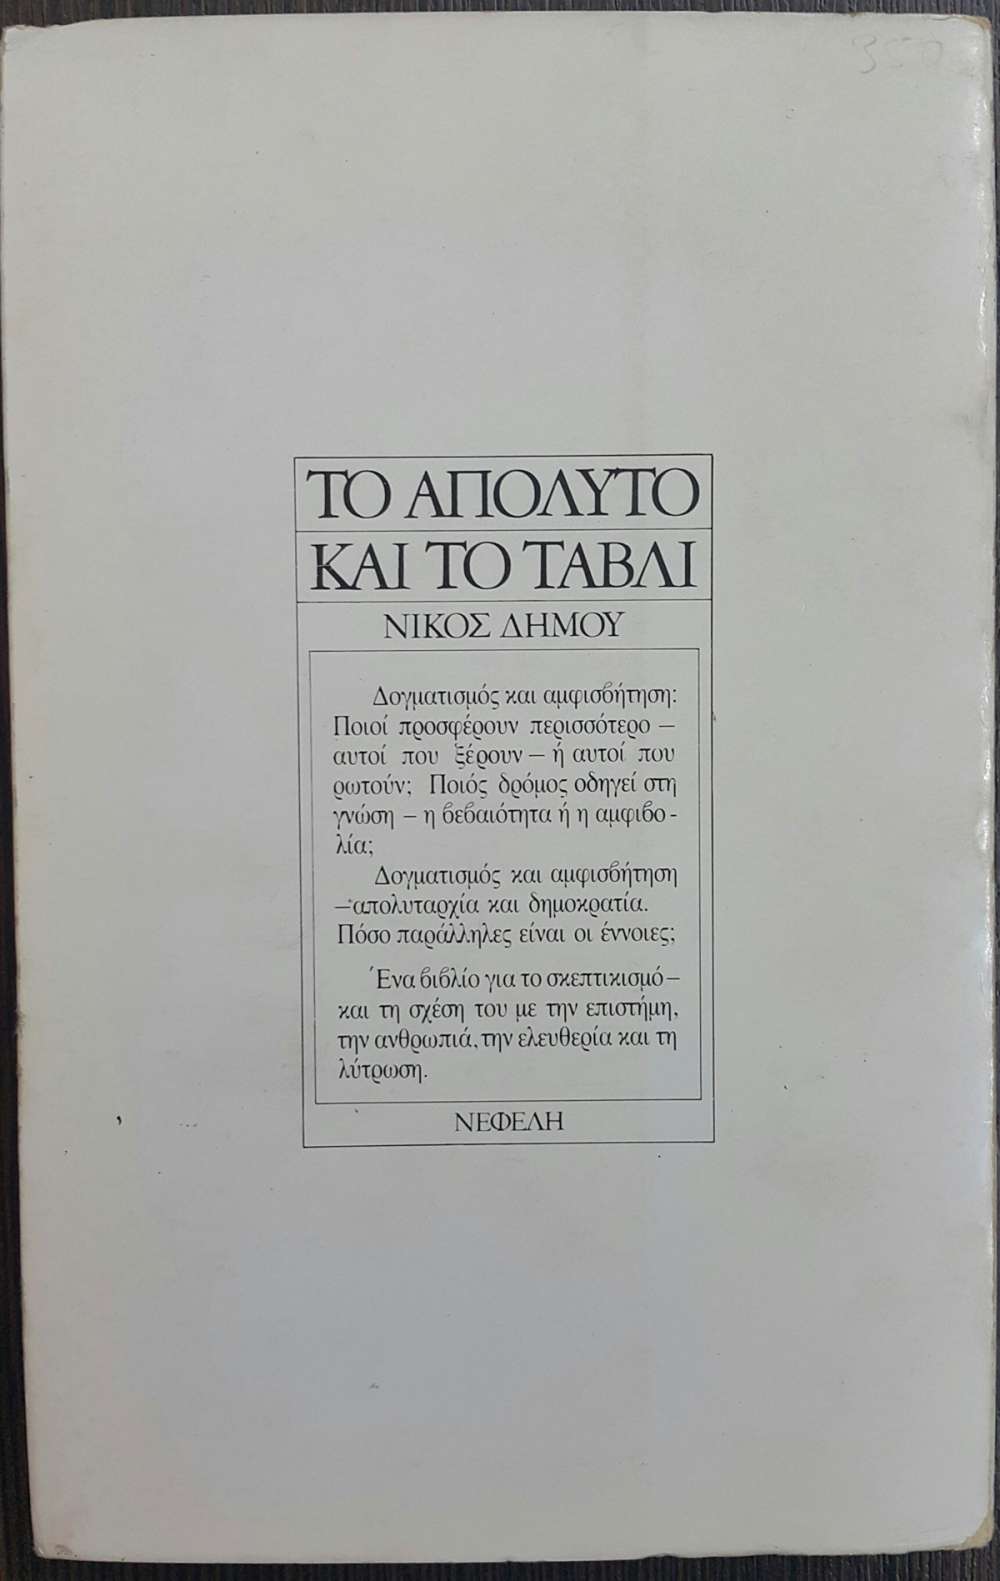 350
ΤΟ ΑΠΟΛΥΤΟ
ΚΑΙ ΤΟ ΤΑΒΛΙ
ΝΙΚΟΣ ΔΗΜΟΥ
Δογματισμός και αμφισβήτηση:
Ποιοί προσφέρουν περισσότερο —
αυτοί που ξέρουν — ή αυτοί που
ρωτούν; Ποιός δρόμος οδηγεί στη
γνώση — η βεβαιότητα ή η αμφιβο-
λία;
Δογματισμός και αμφισβήτηση
—απολυταρχία και δημοκρατία.
Πόσο παράλληλες είναι οι έννοιες;
Ένα βιβλίο για το σκεπτικισμό—
και τη σχέση του με την επιστήμη,
την ανθρωπιά, την ελευθερία και τη
λύτρωση.
ΝΕΦΕΛΗ